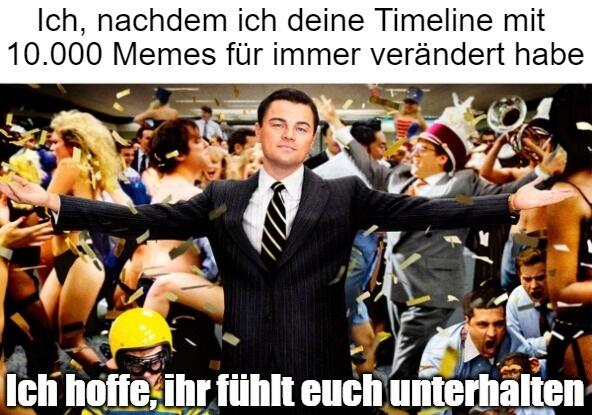 Ich, nachdem ich deine Timeline mit
10.000 Memes für immer verändert habe
Ich hoffe, ihr fühlt euch unterhalten